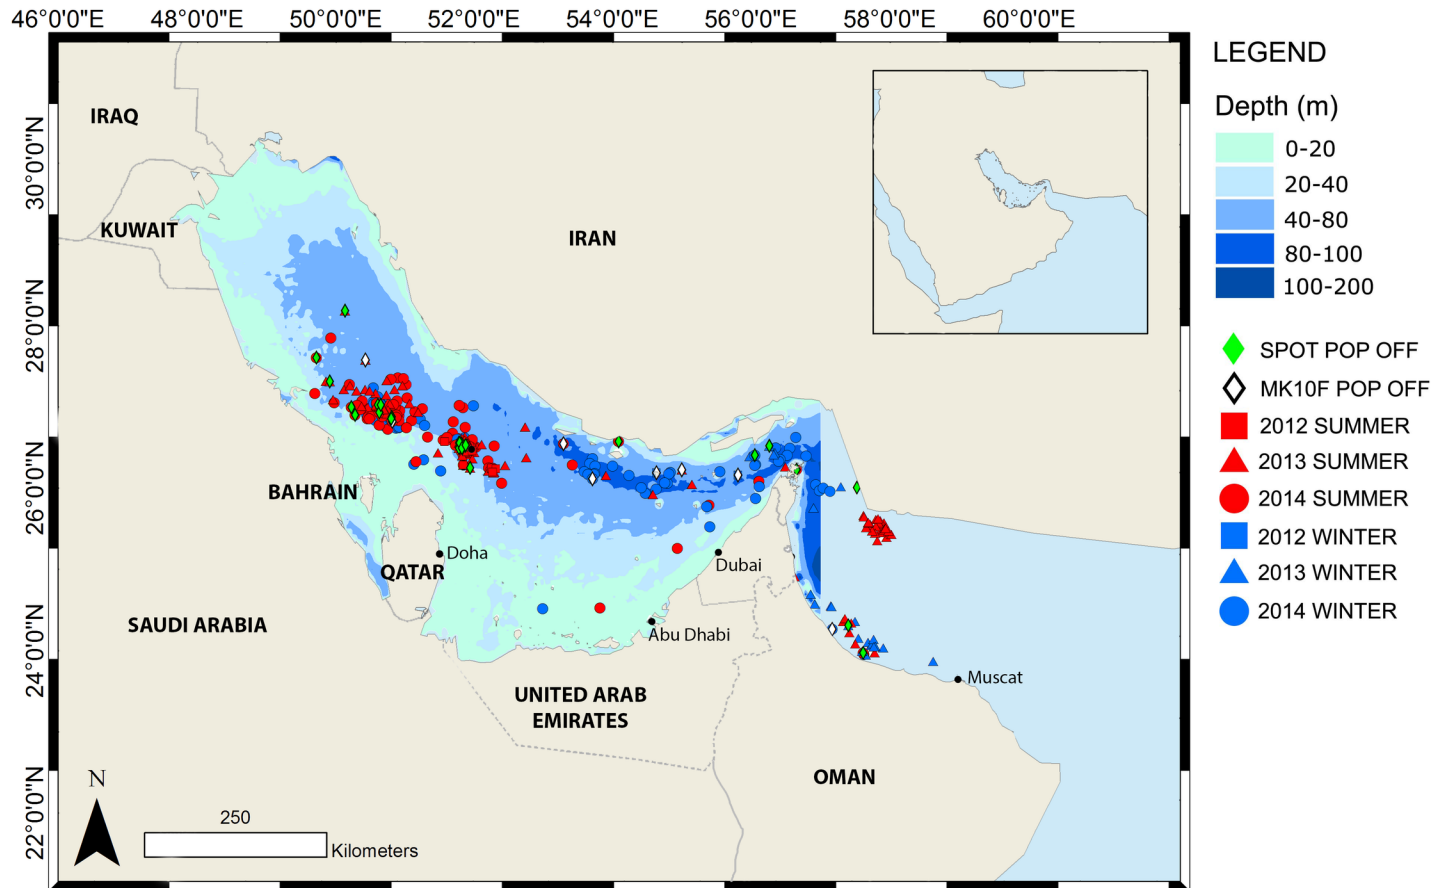 46°0'0"E 48°0'0"E 50°0'0"E 52°0'0"E 54°0'0"E 56°0'0"E 58°0'0"E 60°0'0"E
30°0'0"N
28°0'0"N
26°0'0"N
24°0'0"N
22°0'0"N
IRAQ
KUWAIT
IRAN
BAHRAIN
Doha
QATAR
Dubai
SAUDI ARABIA
Abu Dhabi
Muscat
UNITED ARAB
EMIRATES
OMAN
N
250
Kilometers
LEGEND
Depth (m)
0-20
20-40
40-80
80-100
100-200
SPOT POP OFF
MK10F POP OFF
2012 SUMMER
2013 SUMMER
2014 SUMMER
2012 WINTER
2013 WINTER
2014 WINTER